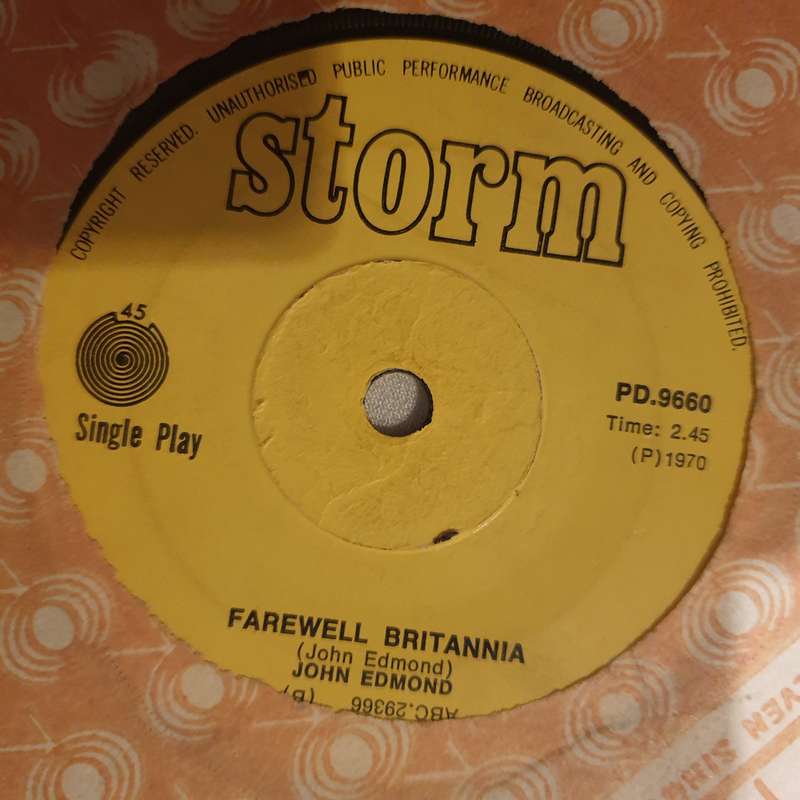 COPYRIGHT RESERVED. UNAUTHORISED PUBLIC PERFORMANCE BROADCASTING AND COPYING PROHIBITED.
storm
45
Single Play
PD.9660
Time: 2.45
(P)1970
FAREWELL BRITANNIA
(John Edmond)
JOHN EDMOND
ABC.29366 (B)